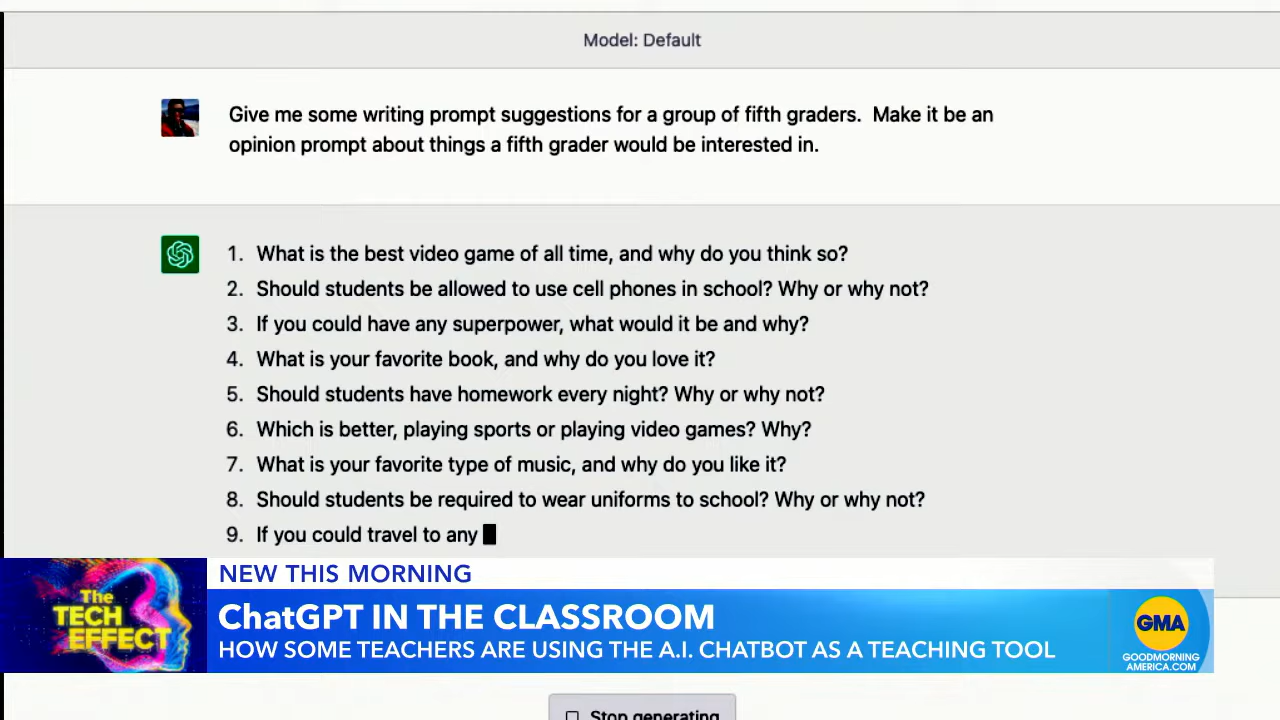 Model: Default
Give me some writing prompt suggestions for a group of fifth graders.  Make it be an
opinion prompt about things a fifth grader would be interested in.
1. What is the best video game of all time, and why do you think so?
2. Should students be allowed to use cell phones in school? Why or why not?
3. If you could have any superpower, what would it be and why?
4. What is your favorite book, and why do you love it?
5. Should students have homework every night? Why or why not?
6. Which is better, playing sports or playing video games? Why?
7. What is your favorite type of music, and why do you like it?
8. Should students be required to wear uniforms to school? Why or why not?
9. If you could travel to any
NEW THIS MORNING
The
TECH
EFFECT
ChatGPT IN THE CLASSROOM
HOW SOME TEACHERS ARE USING THE A.I. CHATBOT AS A TEACHING TOOL
GMA
GOODMORNING
AMERICA.COM
Stop generating